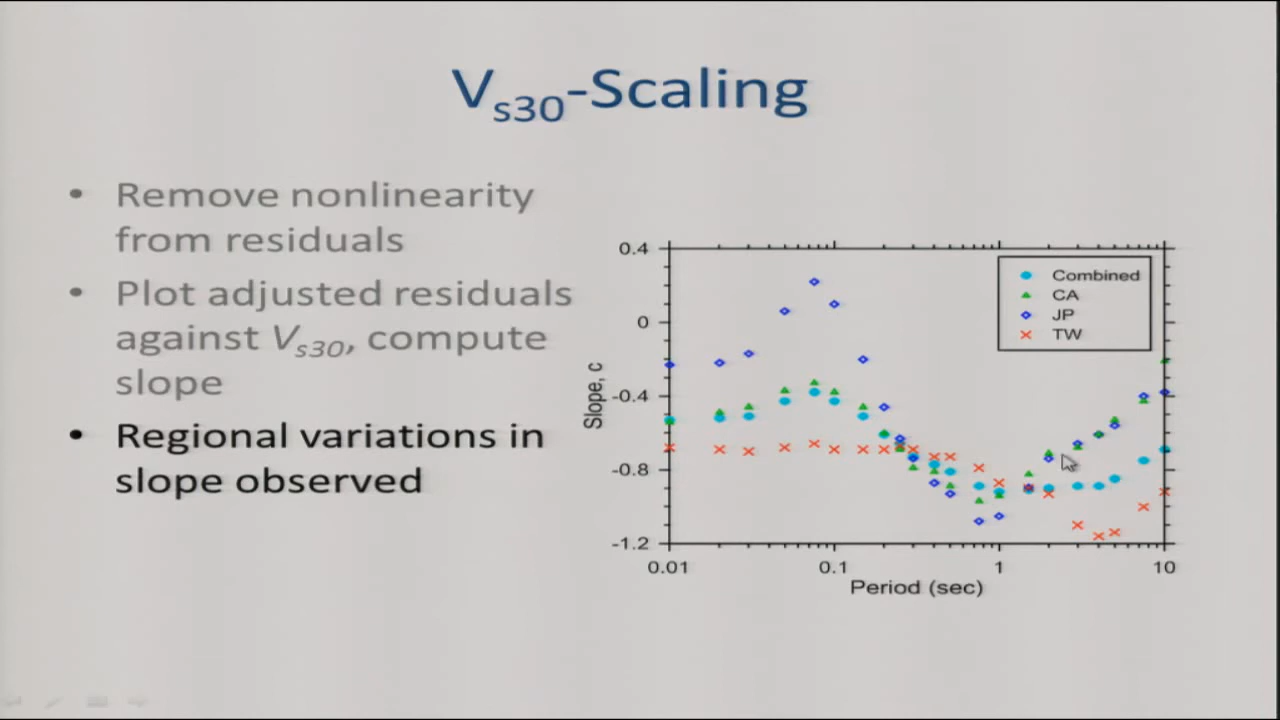 Vs30-Scaling
• Remove nonlinearity
from residuals
• Plot adjusted residuals
against Vs30, compute
slope
• Regional variations in
slope observed
0.4
0
-0.4
-0.8
-1.2
Slope, c
Combined
CA
JP
TW
0.01
0.1
1
10
Period (sec)